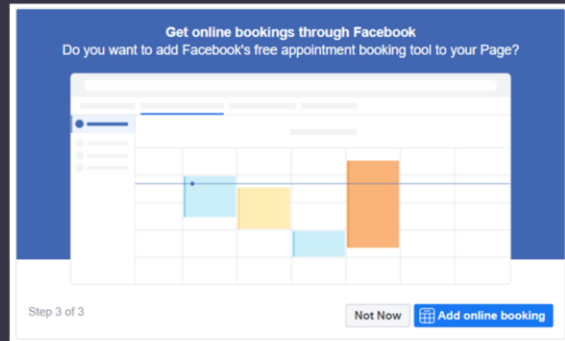 Get online bookings through Facebook
Do you want to add Facebook's free appointment booking tool to your Page?
Step 3 of 3
Not Now
Add online booking